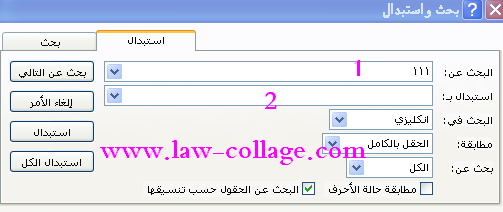 بحث واستبدال
بحث
استبدال
البحث عن:
١١١
1
بحث عن التالي
استبدال بـ:
2
إلغاء الأمر
البحث في:
انكليزي
استبدال
مطابقة:
الحقل بالكامل
www.law-collage.com
بحث عن:
الكل
استبدال الكل
مطابقة حالة الأحرف
البحث عن الحقول حسب تنسيقها